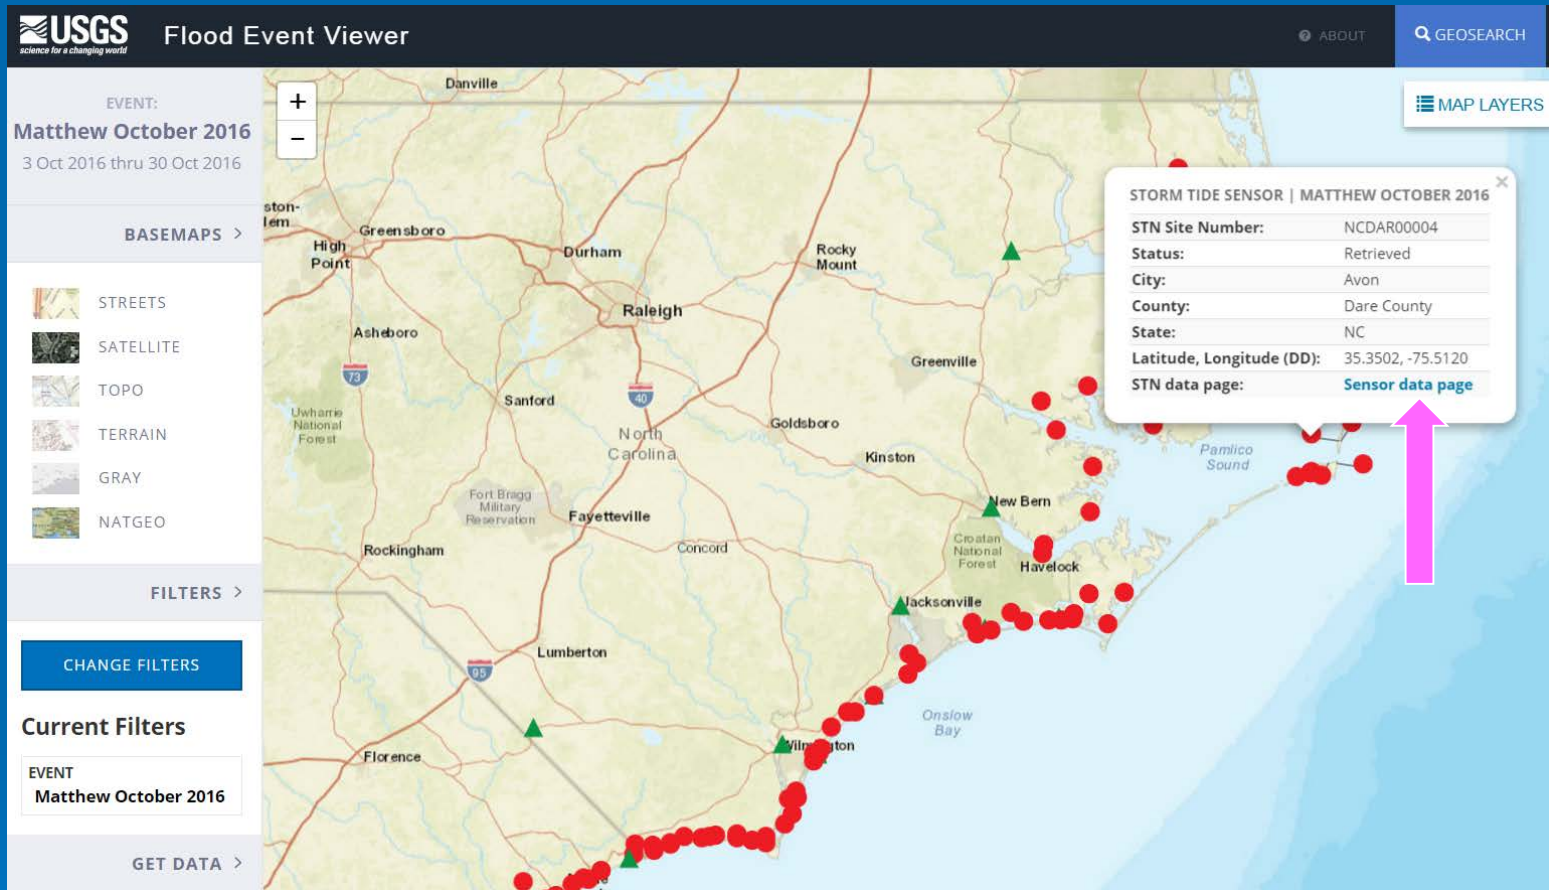 USGS
science for a changing world
Flood Event Viewer
ABOUT
GEOSEARCH
EVENT:
Matthew October 2016
3 Oct 2016 thru 30 Oct 2016
BASEMAPS >
STREETS
SATELLITE
TOPO
TERRAIN
GRAY
NATGEO
FILTERS >
CHANGE FILTERS
Current Filters
EVENT
Matthew October 2016
GET DATA >
+
−
MAP LAYERS
STORM TIDE SENSOR | MATTHEW OCTOBER 2016 ×
STN Site Number: NCDAR00004
Status: Retrieved
City: Avon
County: Dare County
State: NC
Latitude, Longitude (DD): 35.3502, -75.5120
STN data page: Sensor data page
Danville
ston-
lem
Greensboro
High
Point
Durham
Rocky
Mount
Raleigh
Asheboro
73
Greenville
40
Sanford
Uwharrie
National
Forest
North
Carolina
Goldsboro
Kinston
Pamlico
Sound
Fort Bragg
Military
Reservation
Fayetteville
New Bern
Rockingham
Concord
Croatan
National
Forest
Havelock
Jacksonville
Lumberton
95
Onslow
Bay
Florence